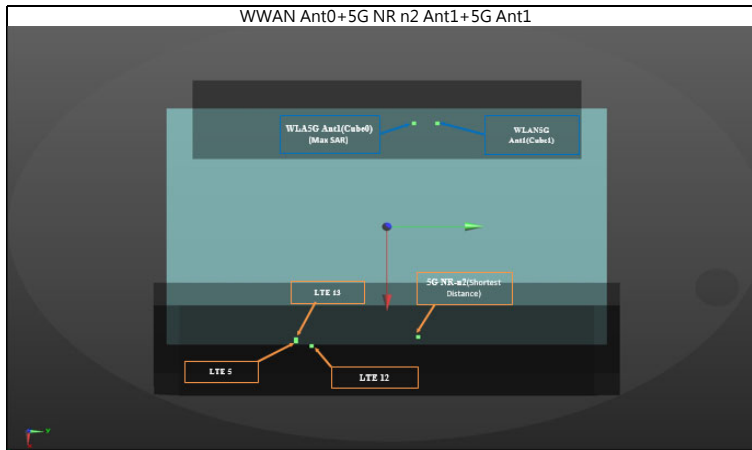 WWAN Ant0+5G NR n2 Ant1+5G Ant1
WLA5G Ant1(Cube0)
(Max SAR)
WLAN5G
Ant1(Cube1)
5G NR-n2(Shortest
Distance)
LTE 13
LTE 5
LTE 12
Y